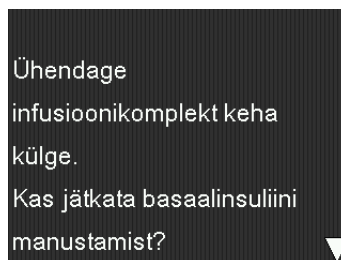 Ühendage
infusioonikomplekt keha
külge.
Kas jätkata basaalinsuliini
manustamist?